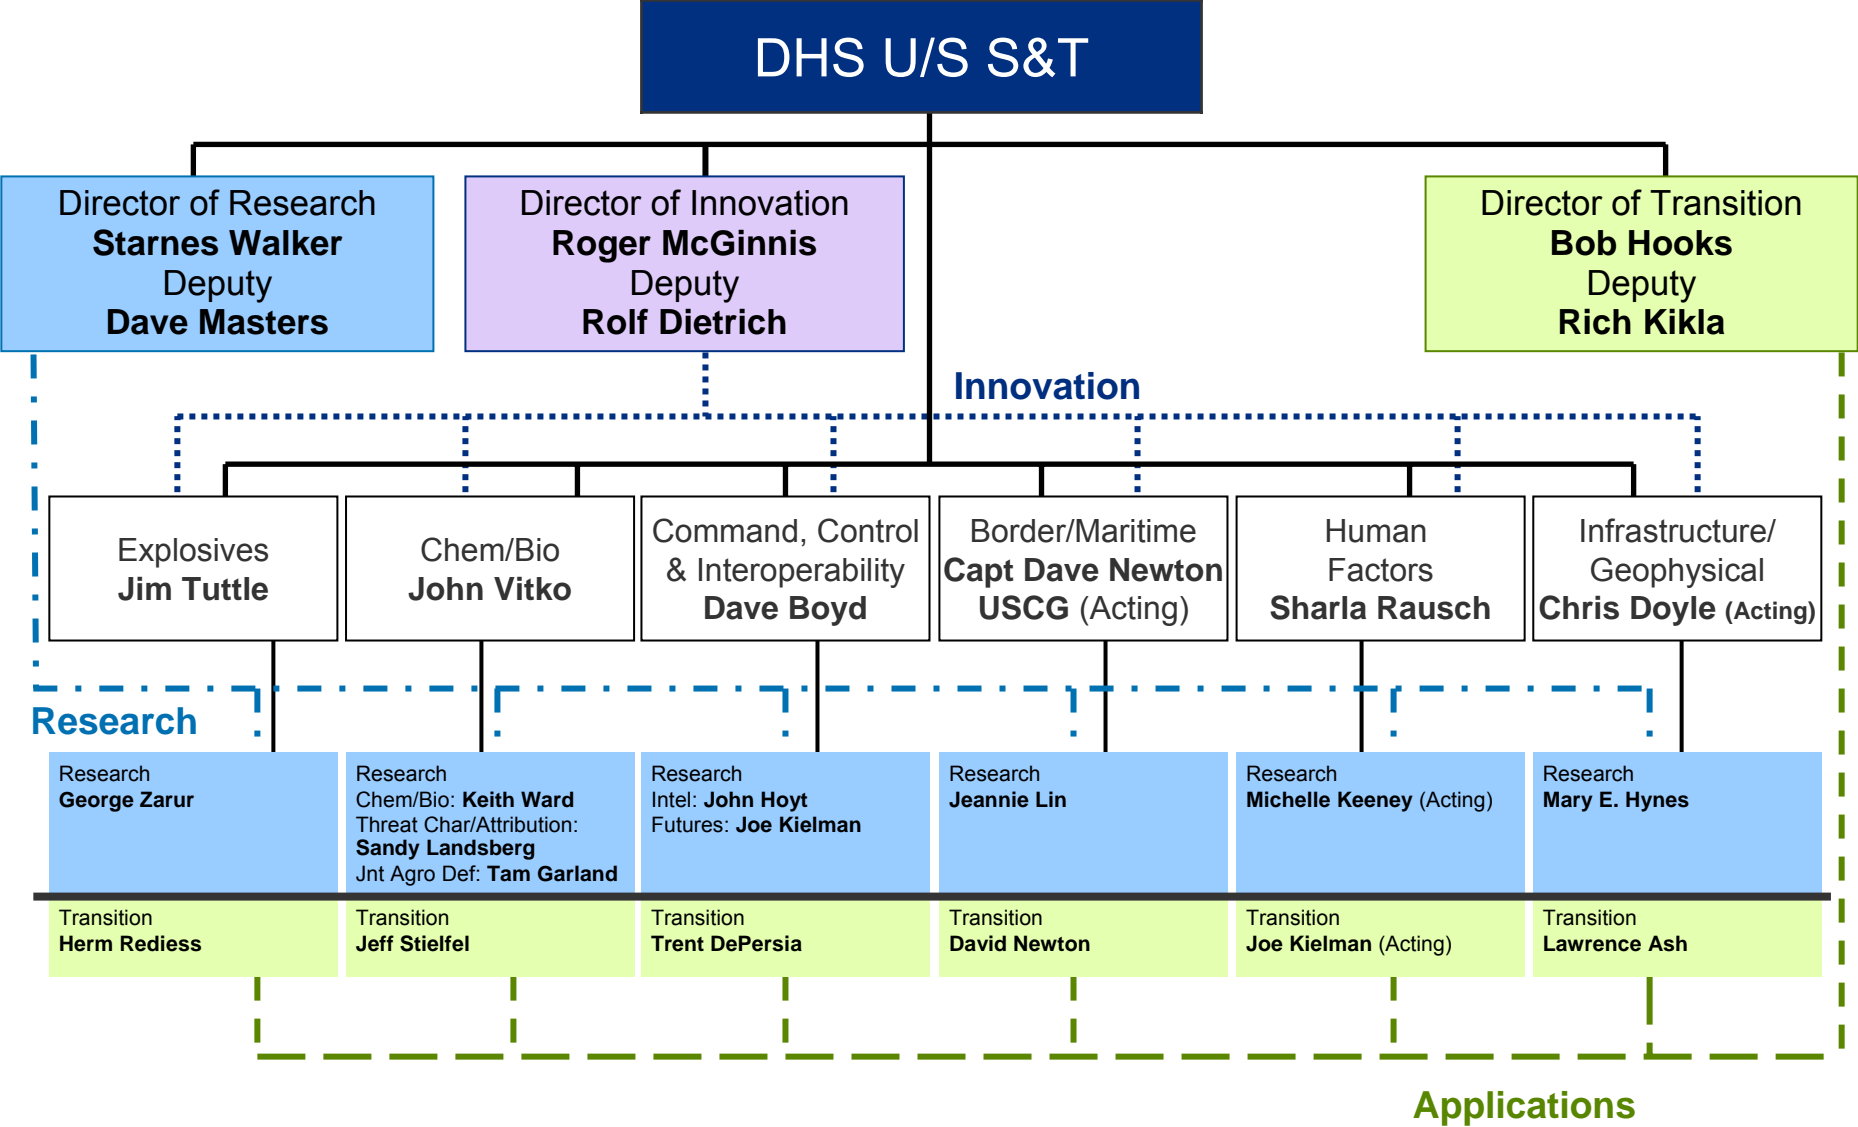 DHS U/S S&T
Director of Research
Starnes Walker
Deputy
Dave Masters
Director of Innovation
Roger McGinnis
Deputy
Rolf Dietrich
Director of Transition
Bob Hooks
Deputy
Rich Kikla
Innovation
Explosives
Jim Tuttle
Chem/Bio
John Vitko
Command, Control
& Interoperability
Dave Boyd
Border/Maritime
Capt Dave Newton
USCG (Acting)
Human
Factors
Sharla Rausch
Infrastructure/
Geophysical
Chris Doyle (Acting)
Research
Research
George Zarur
Research
Chem/Bio: Keith Ward
Threat Char/Attribution:
Sandy Landsberg
Jnt Agro Def: Tam Garland
Research
Intel: John Hoyt
Futures: Joe Kielman
Research
Jeannie Lin
Research
Michelle Keeney (Acting)
Research
Mary E. Hynes
Transition
Herm Rediess
Transition
Jeff Stielfel
Transition
Trent DePersia
Transition
David Newton
Transition
Joe Kielman (Acting)
Transition
Lawrence Ash
Applications